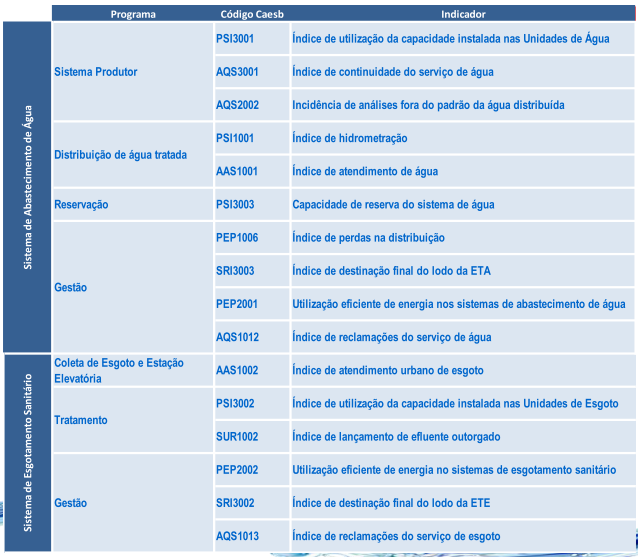 Programa Código Caesb Indicador
Sistema de Abastecimento de Água
Sistema Produtor
PSI3001 Índice de utilização da capacidade instalada nas Unidades de Água
AQS3001 Índice de continuidade do serviço de água
AQS2002 Incidência de análises fora do padrão da água distribuída
Distribuição de água tratada
PSI1001 Índice de hidrometração
AAS1001 Índice de atendimento de água
Reservação PSI3003 Capacidade de reserva do sistema de água
Gestão
PEP1006 Índice de perdas na distribuição
SRI3003 Índice de destinação final do lodo da ETA
PEP2001 Utilização eficiente de energia nos sistemas de abastecimento de água
AQS1012 Índice de reclamações do serviço de água
Sistema de Esgotamento Sanitário
Coleta de Esgoto e Estação
Elevatória
AAS1002 Índice de atendimento urbano de esgoto
Tratamento
PSI3002 Índice de utilização da capacidade instalada nas Unidades de Esgoto
SUR1002 Índice de lançamento de efluente outorgado
Gestão
PEP2002 Utilização eficiente de energia no sistemas de esgotamento sanitário
SRI3002 Índice de destinação final do lodo da ETE
AQS1013 Índice de reclamações do serviço de esgoto